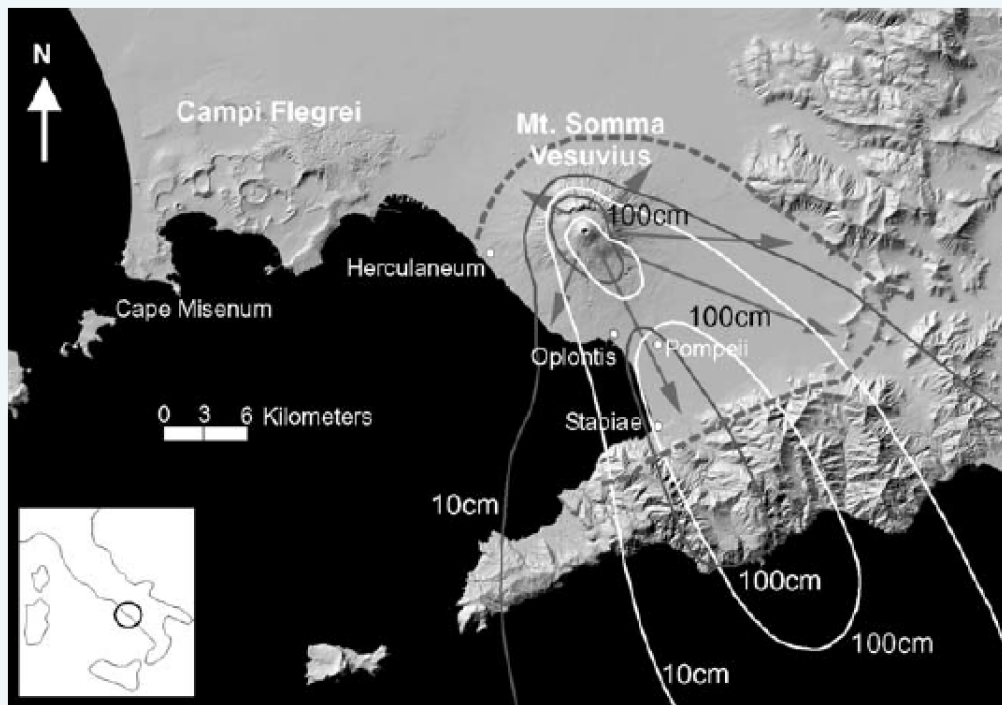 N
Campi Flegrei
Mt. Somma
Vesuvius
100cm
Herculaneum
Cape Misenum
100cm
Oplontis
Pompeii
0 3 6 Kilometers
Stabiae
10cm
100cm
100cm
10cm